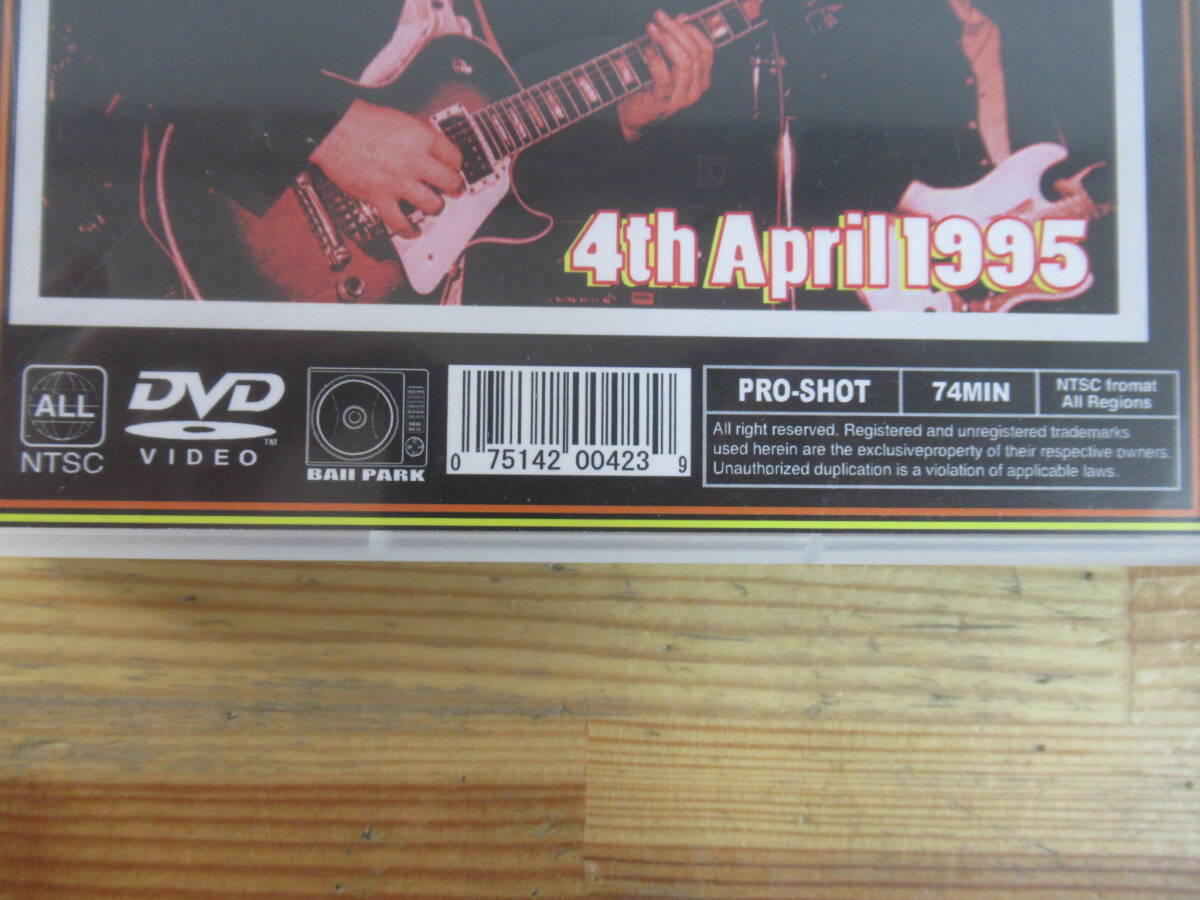 4th April 1995
ALL
NTSC
DVD
VIDEO
TM
BAII PARK
0 75142 00423 9
PRO-SHOT
74MIN
NTSC fromat
All Regions
All right reserved. Registered and unregistered trademarks
used herein are the exclusiveproperty of their respective owners.
Unauthorized duplication is a violation of applicable laws.